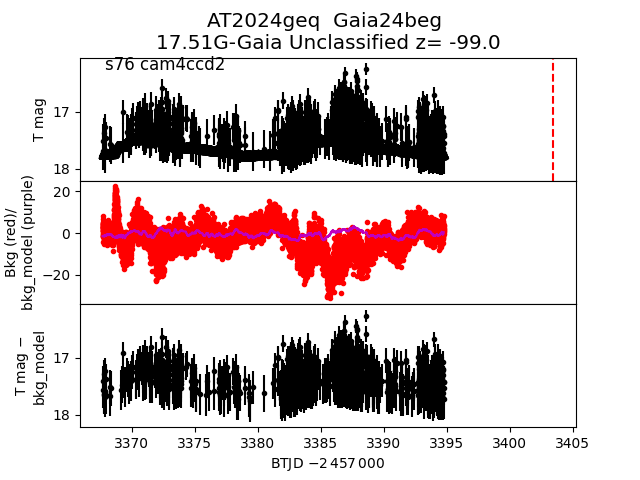 AT2024geq  Gaia24beg
17.51G-Gaia Unclassified z= -99.0
s76 cam4ccd2
T mag
17
18
Bkg (red)/
bkg_model (purple)
20
0
−20
T mag −
bkg_model
17
18
3370 3375 3380 3385 3390 3395 3400 3405
BTJD −2 457 000